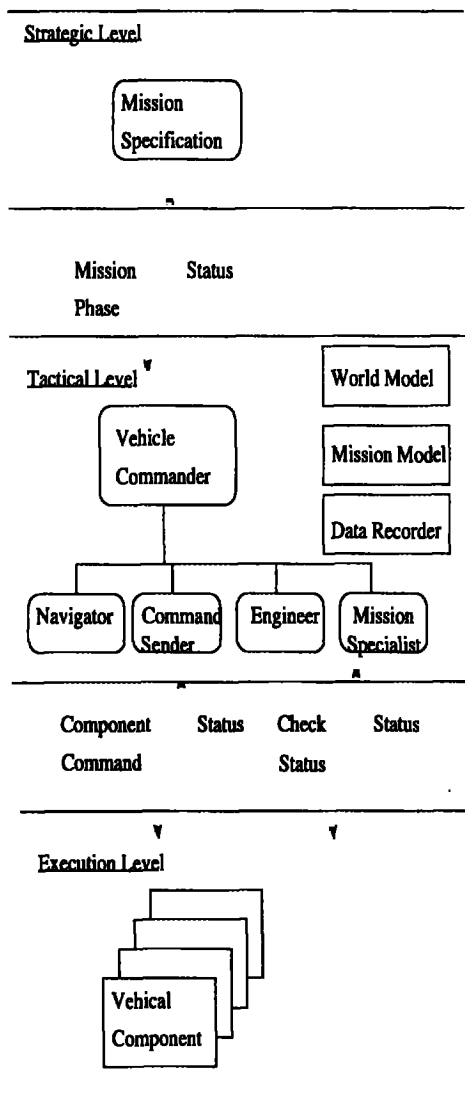 Strategic Level
Mission
Specification
Mission Status
Phase
Tactical Level
World Model
Vehicle
Commander
Mission Model
Data Recorder
Navigator Command Engineer Mission
Sender Specialist
Component Status Check Status
Command Status
Execution Level
Vehical
Component